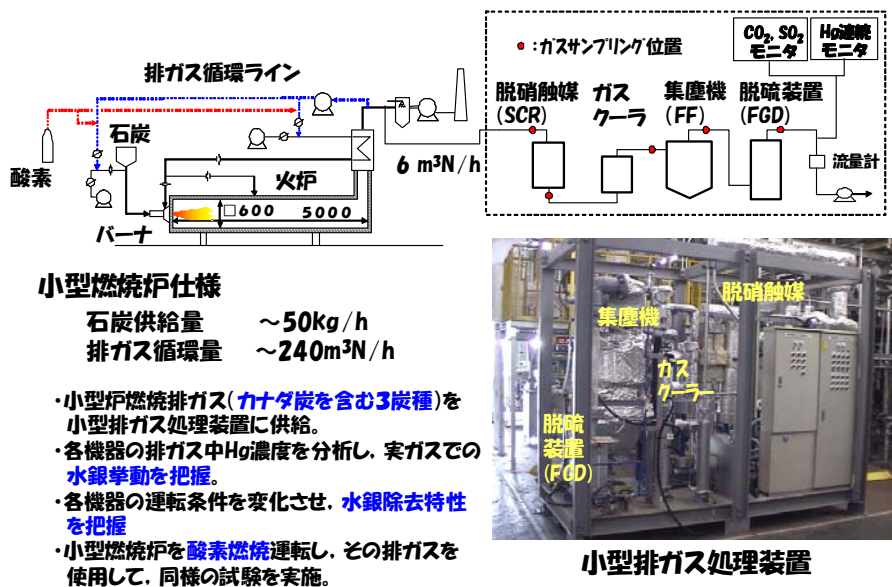 ●:ガスサンプリング位置
CO2, SO2
モニタ
Hg連続
モニタ
排ガス循環ライン
脱硝触媒
(SCR)
ガス
クーラ
集塵機
(FF)
脱硫装置
(FGD)
石炭
酸素
6 m³N/h
流量計
火炉
□600 5000
バーナ
小型燃焼炉仕様
石炭供給量 ~50kg/h
排ガス循環量 ~240m³N/h
・小型炉燃焼排ガス(カナダ炭を含む3炭種)を
小型排ガス処理装置に供給。
・各機器の排ガス中Hg濃度を分析し, 実ガスでの
水銀挙動を把握。
・各機器の運転条件を変化させ, 水銀除去特性
を把握
・小型燃焼炉を酸素燃焼運転し, その排ガスを
使用して, 同様の試験を実施。
脱硝触媒
集塵機
ガス
クーラー
脱硫
装置
(FGD)
小型排ガス処理装置